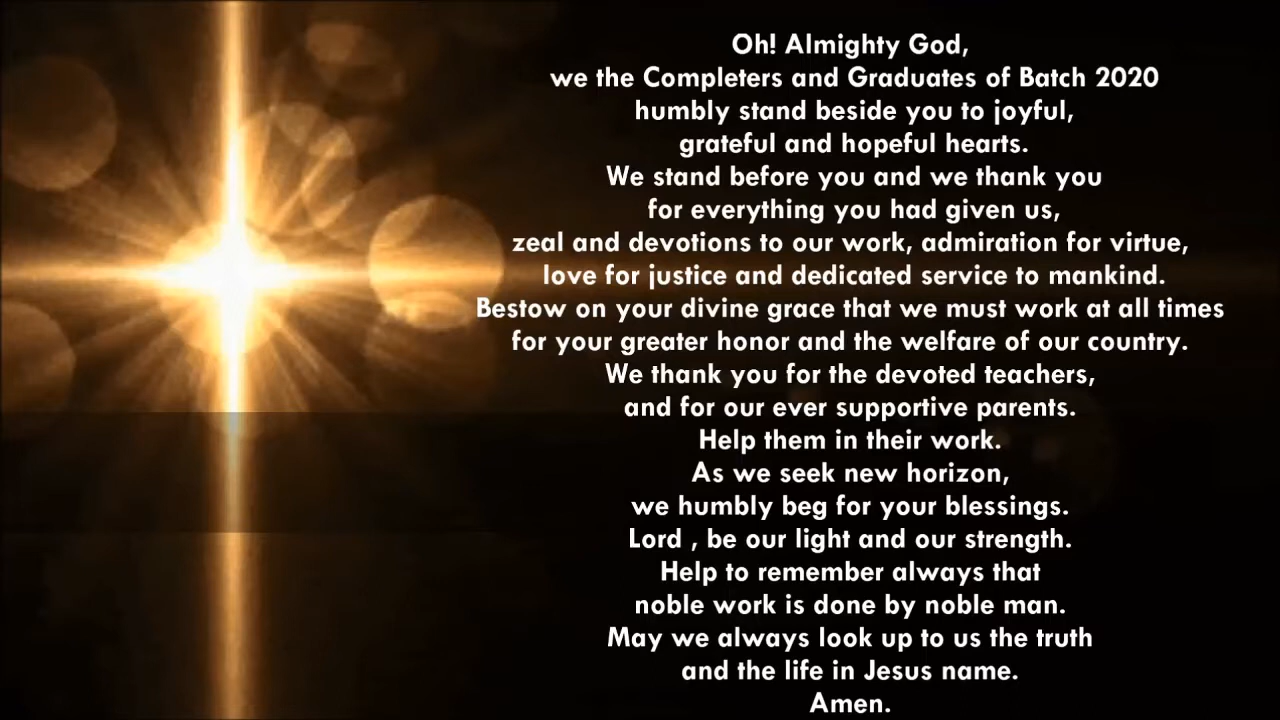 Oh! Almighty God,
we the Completers and Graduates of Batch 2020
humbly stand beside you to joyful,
grateful and hopeful hearts.
We stand before you and we thank you
for everything you had given us,
zeal and devotions to our work, admiration for virtue,
love for justice and dedicated service to mankind.
Bestow on your divine grace that we must work at all times
for your greater honor and the welfare of our country.
We thank you for the devoted teachers,
and for our ever supportive parents.
Help them in their work.
As we seek new horizon,
we humbly beg for your blessings.
Lord , be our light and our strength.
Help to remember always that
noble work is done by noble man.
May we always look up to us the truth
and the life in Jesus name.
Amen.